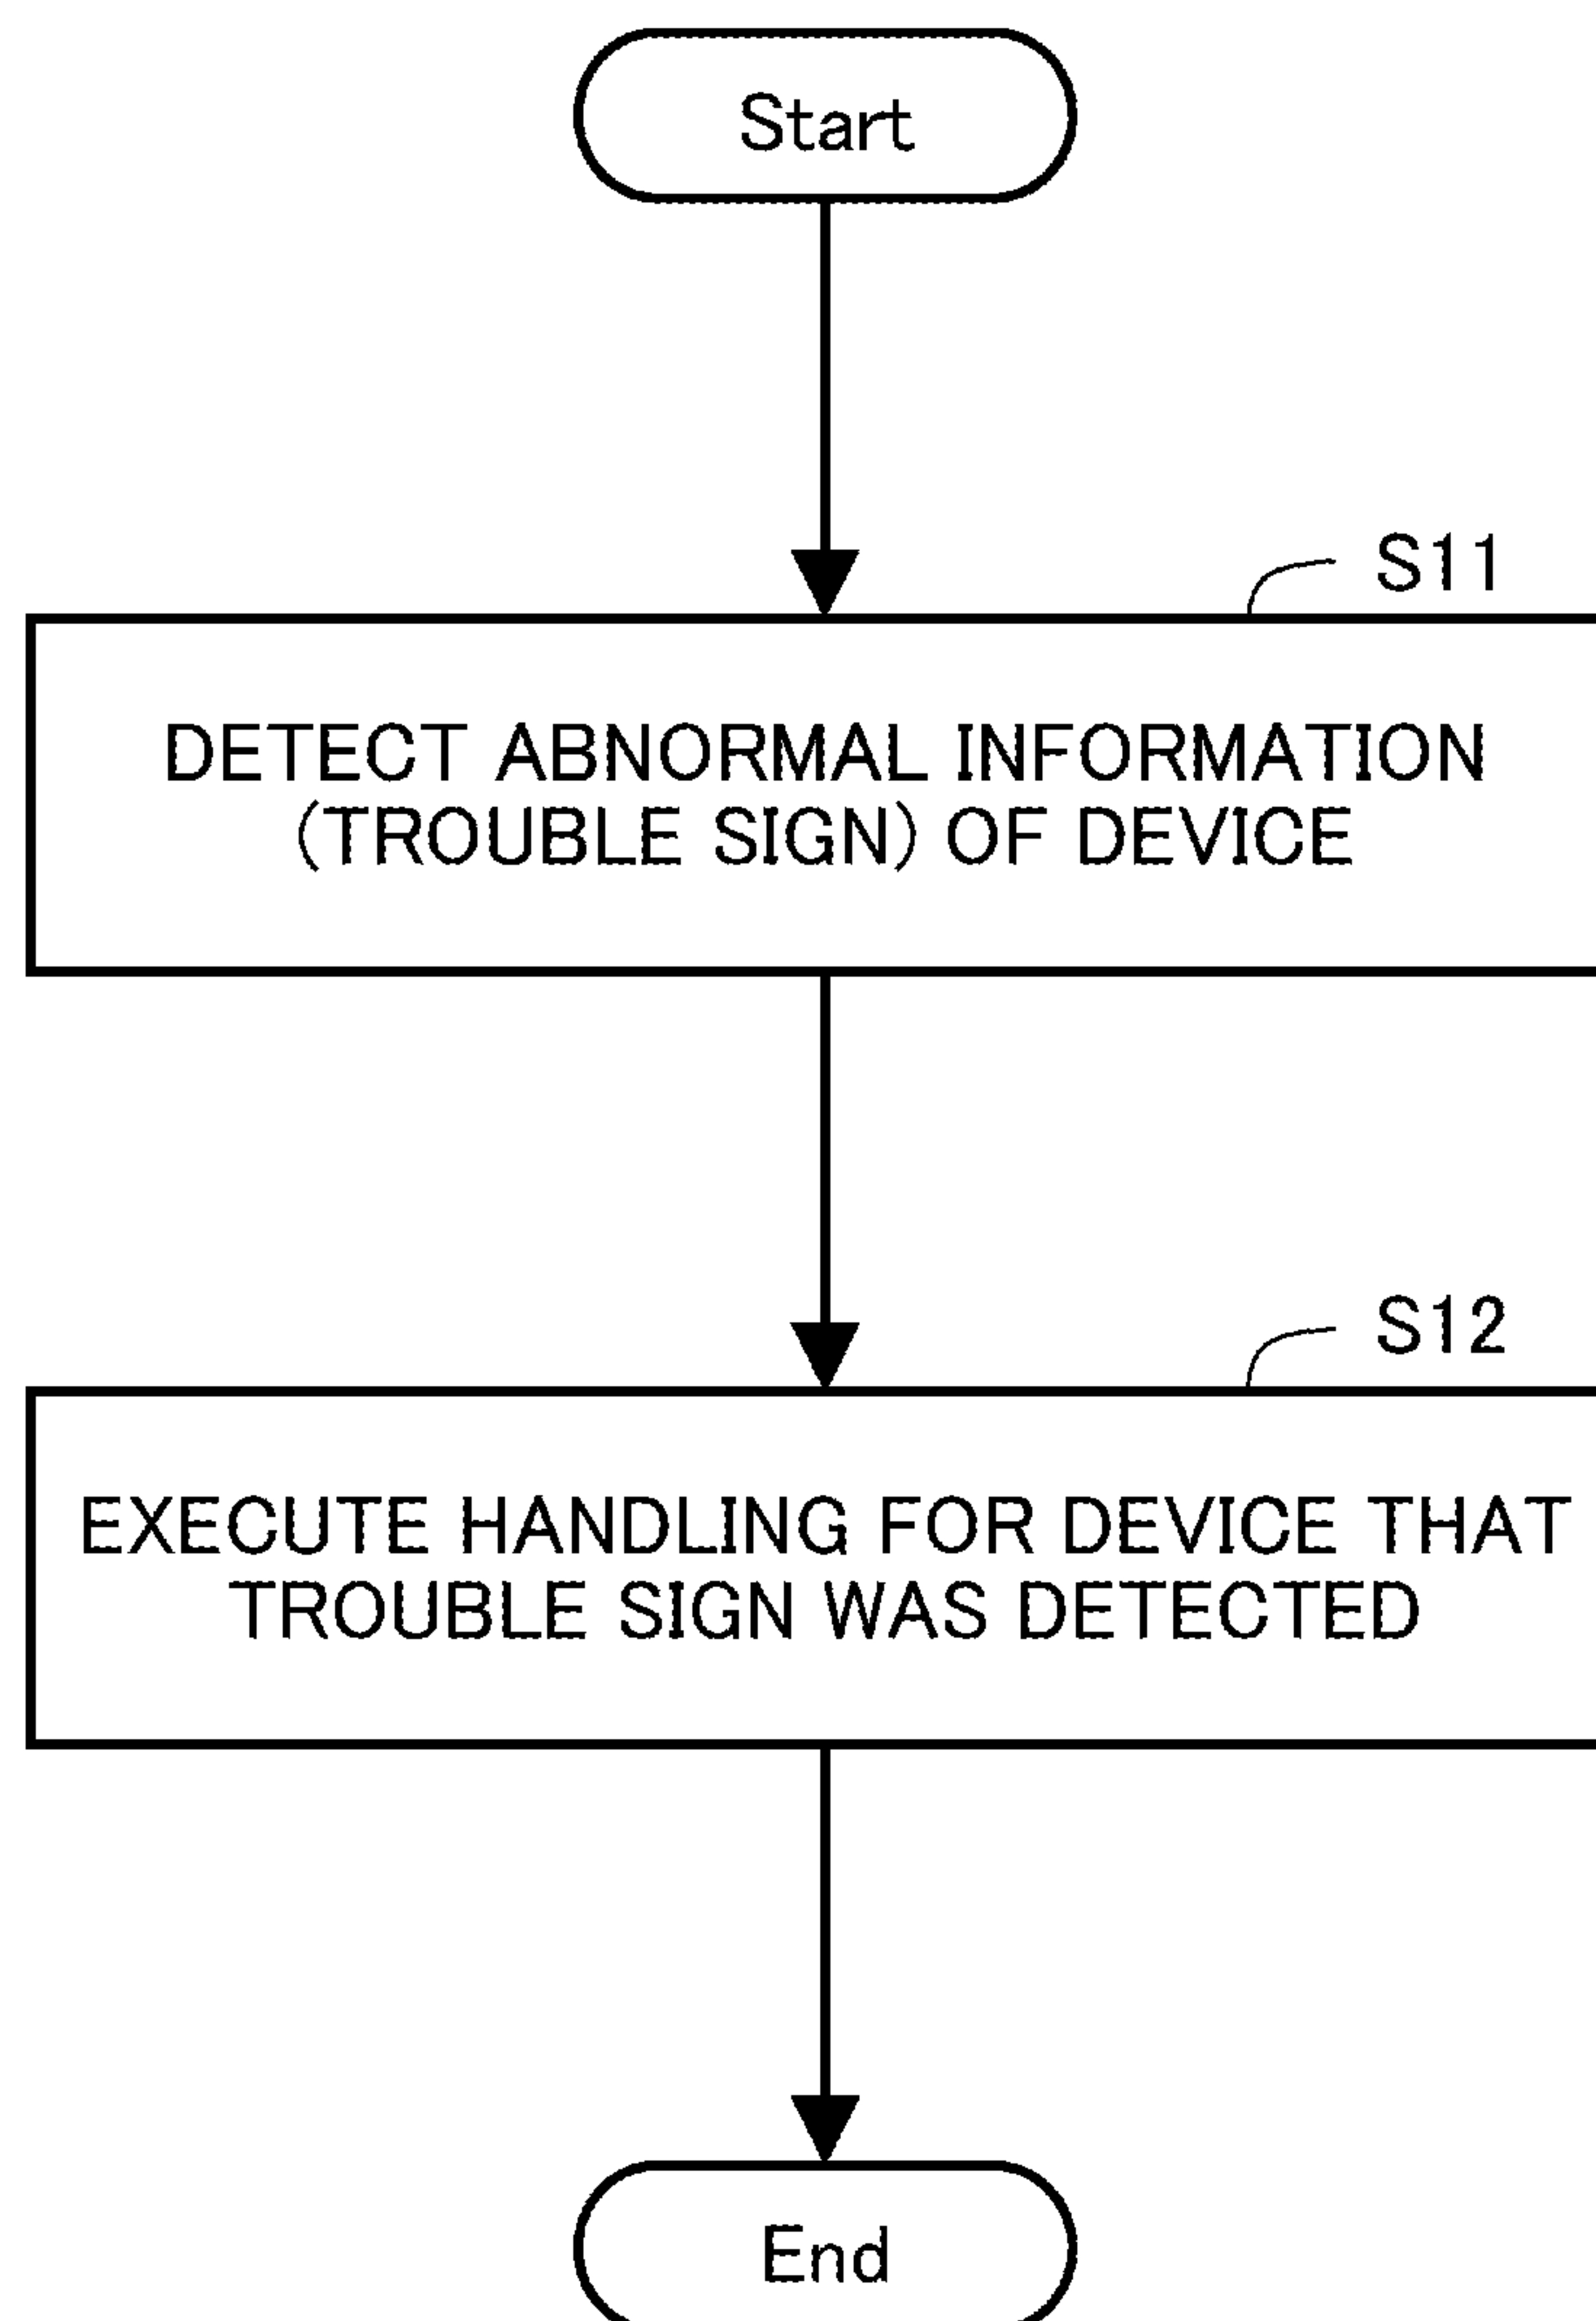 Start
S11
DETECT ABNORMAL INFORMATION
(TROUBLE SIGN) OF DEVICE
S12
EXECUTE HANDLING FOR DEVICE THAT
TROUBLE SIGN WAS DETECTED
End